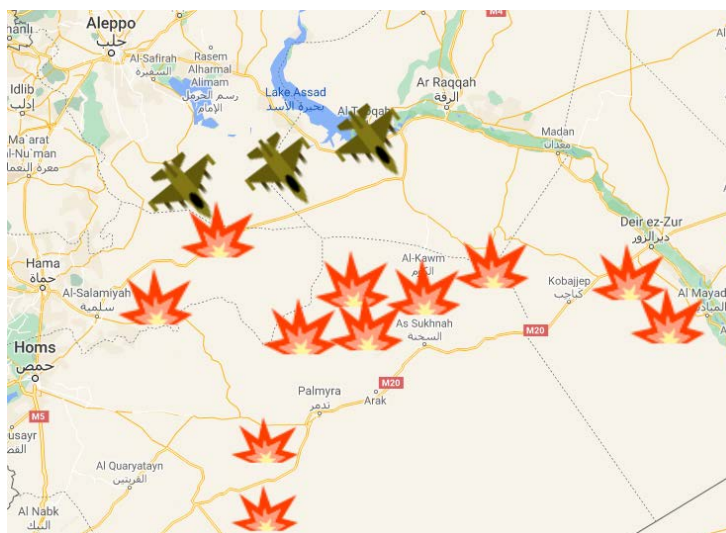 Aleppo
حلب
M4
Al-Safirah
السفيرة
Rasem
Alharmal
Alimam
رسم الحرمل
الإمام
Idlib
إدلب
Lake Assad
بحيرة الأسد
Ar Raqqah
الرقة
Ma'arat
al-Nu'man
معرة النعمان
Madan
معدان
Deir ez-Zur
دير الزور
Hama
حماة
Al-Salamiyah
سلمية
Al-Kawm
الكوم
Kobajjep
كباجب
Al Mayad
As Sukhnah
السخنة
M20
Homs
حمص
M20
Palmyra
تدمر
Arak
M5
usayr
Al Quaryatayn
القريتين
Al Nabk
النبك